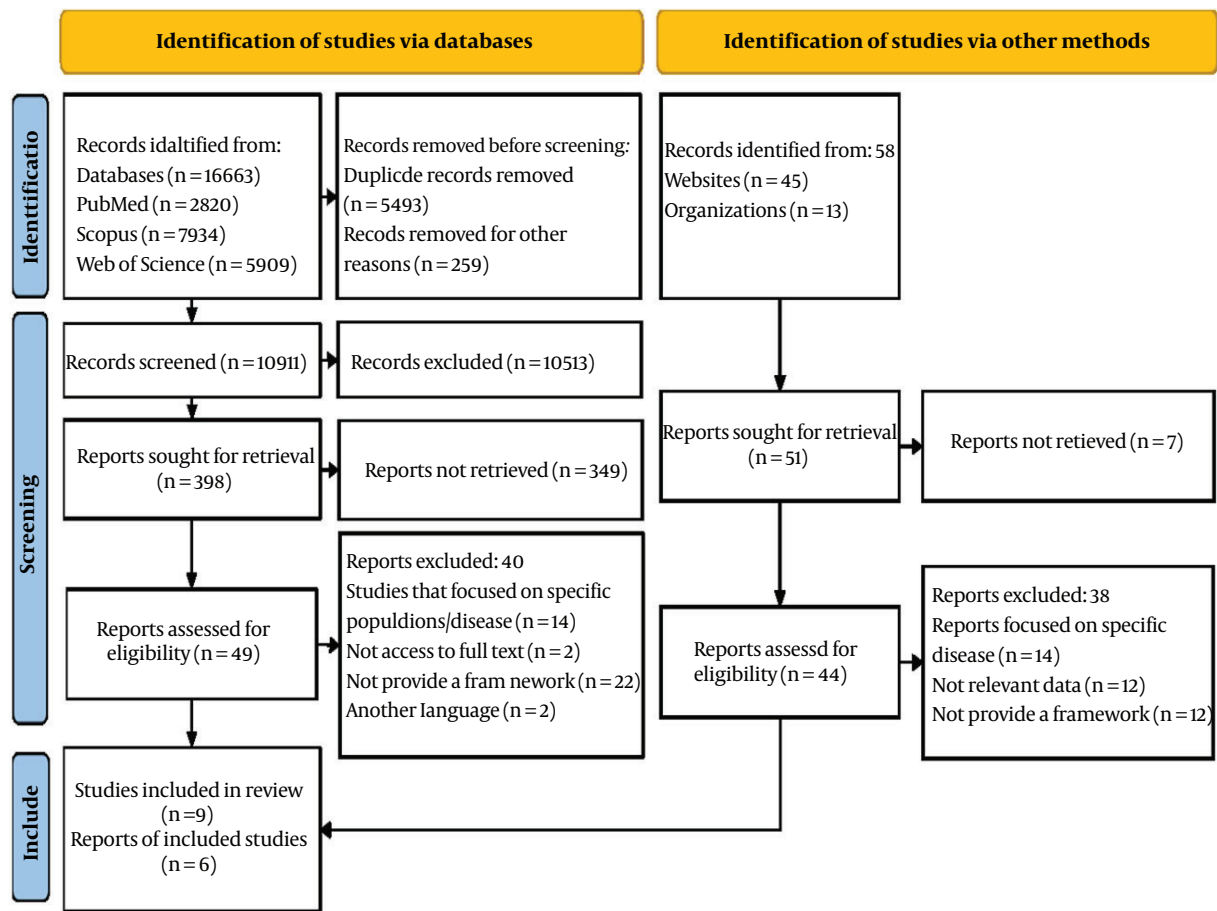 Identification of studies via databases
Identification of studies via other methods
Identtificatio
Records idaltified from:
Databases (n = 16663)
PubMed (n = 2820)
Scopus (n = 7934)
Web of Science (n = 5909)
Records removed before screening:
Duplicde records removed
(n = 5493)
Recods removed for other
reasons (n = 259)
Records identified from: 58
Websites (n = 45)
Organizations (n = 13)
Screening
Records screened (n = 10911)
Records excluded (n = 10513)
Reports sought for retrieval
(n = 398)
Reports not retrieved (n = 349)
Reports sought for retrieval
(n = 51)
Reports not retieved (n = 7)
Reports assessed for
eligibility (n = 49)
Reports excluded: 40
Studies that focused on specific
populdions/disease (n = 14)
Not access to full text (n = 2)
Not provide a fram nework (n = 22)
Another Ianguage (n = 2)
Reports assessd for
eligibility (n = 44)
Reports excluded: 38
Reports focused on specific
disease (n = 14)
Not relevant data (n = 12)
Not provide a framework (n = 12)
Include
Studies included in review
(n =9)
Reports of included studies
(n = 6)